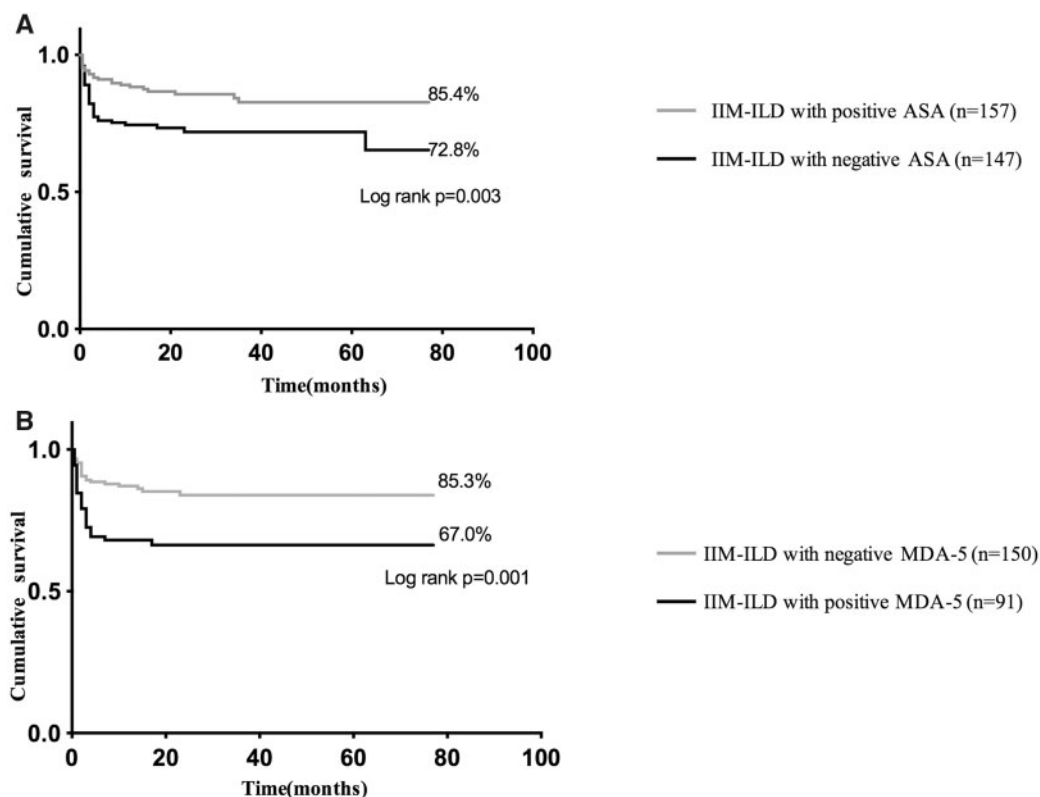 A
1.0
0.5
0.0
Cumulative survival
0 20 40 60 80 100
Time(months)
85.4%
72.8%
Log rank p=0.003
IIM-ILD with positive ASA (n=157)
IIM-ILD with negative ASA (n=147)
B
1.0
0.5
0.0
Cumulative survival
0 20 40 60 80 100
Time(months)
85.3%
67.0%
Log rank p=0.001
IIM-ILD with negative MDA-5 (n=150)
IIM-ILD with positive MDA-5 (n=91)